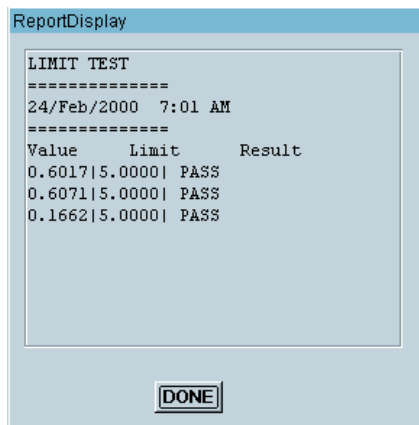 ReportDisplay
LIMIT TEST
==============
24/Feb/2000  7:01 AM
==============
Value     Limit      Result
0.6017|5.0000| PASS
0.6071|5.0000| PASS
0.1662|5.0000| PASS
DONE